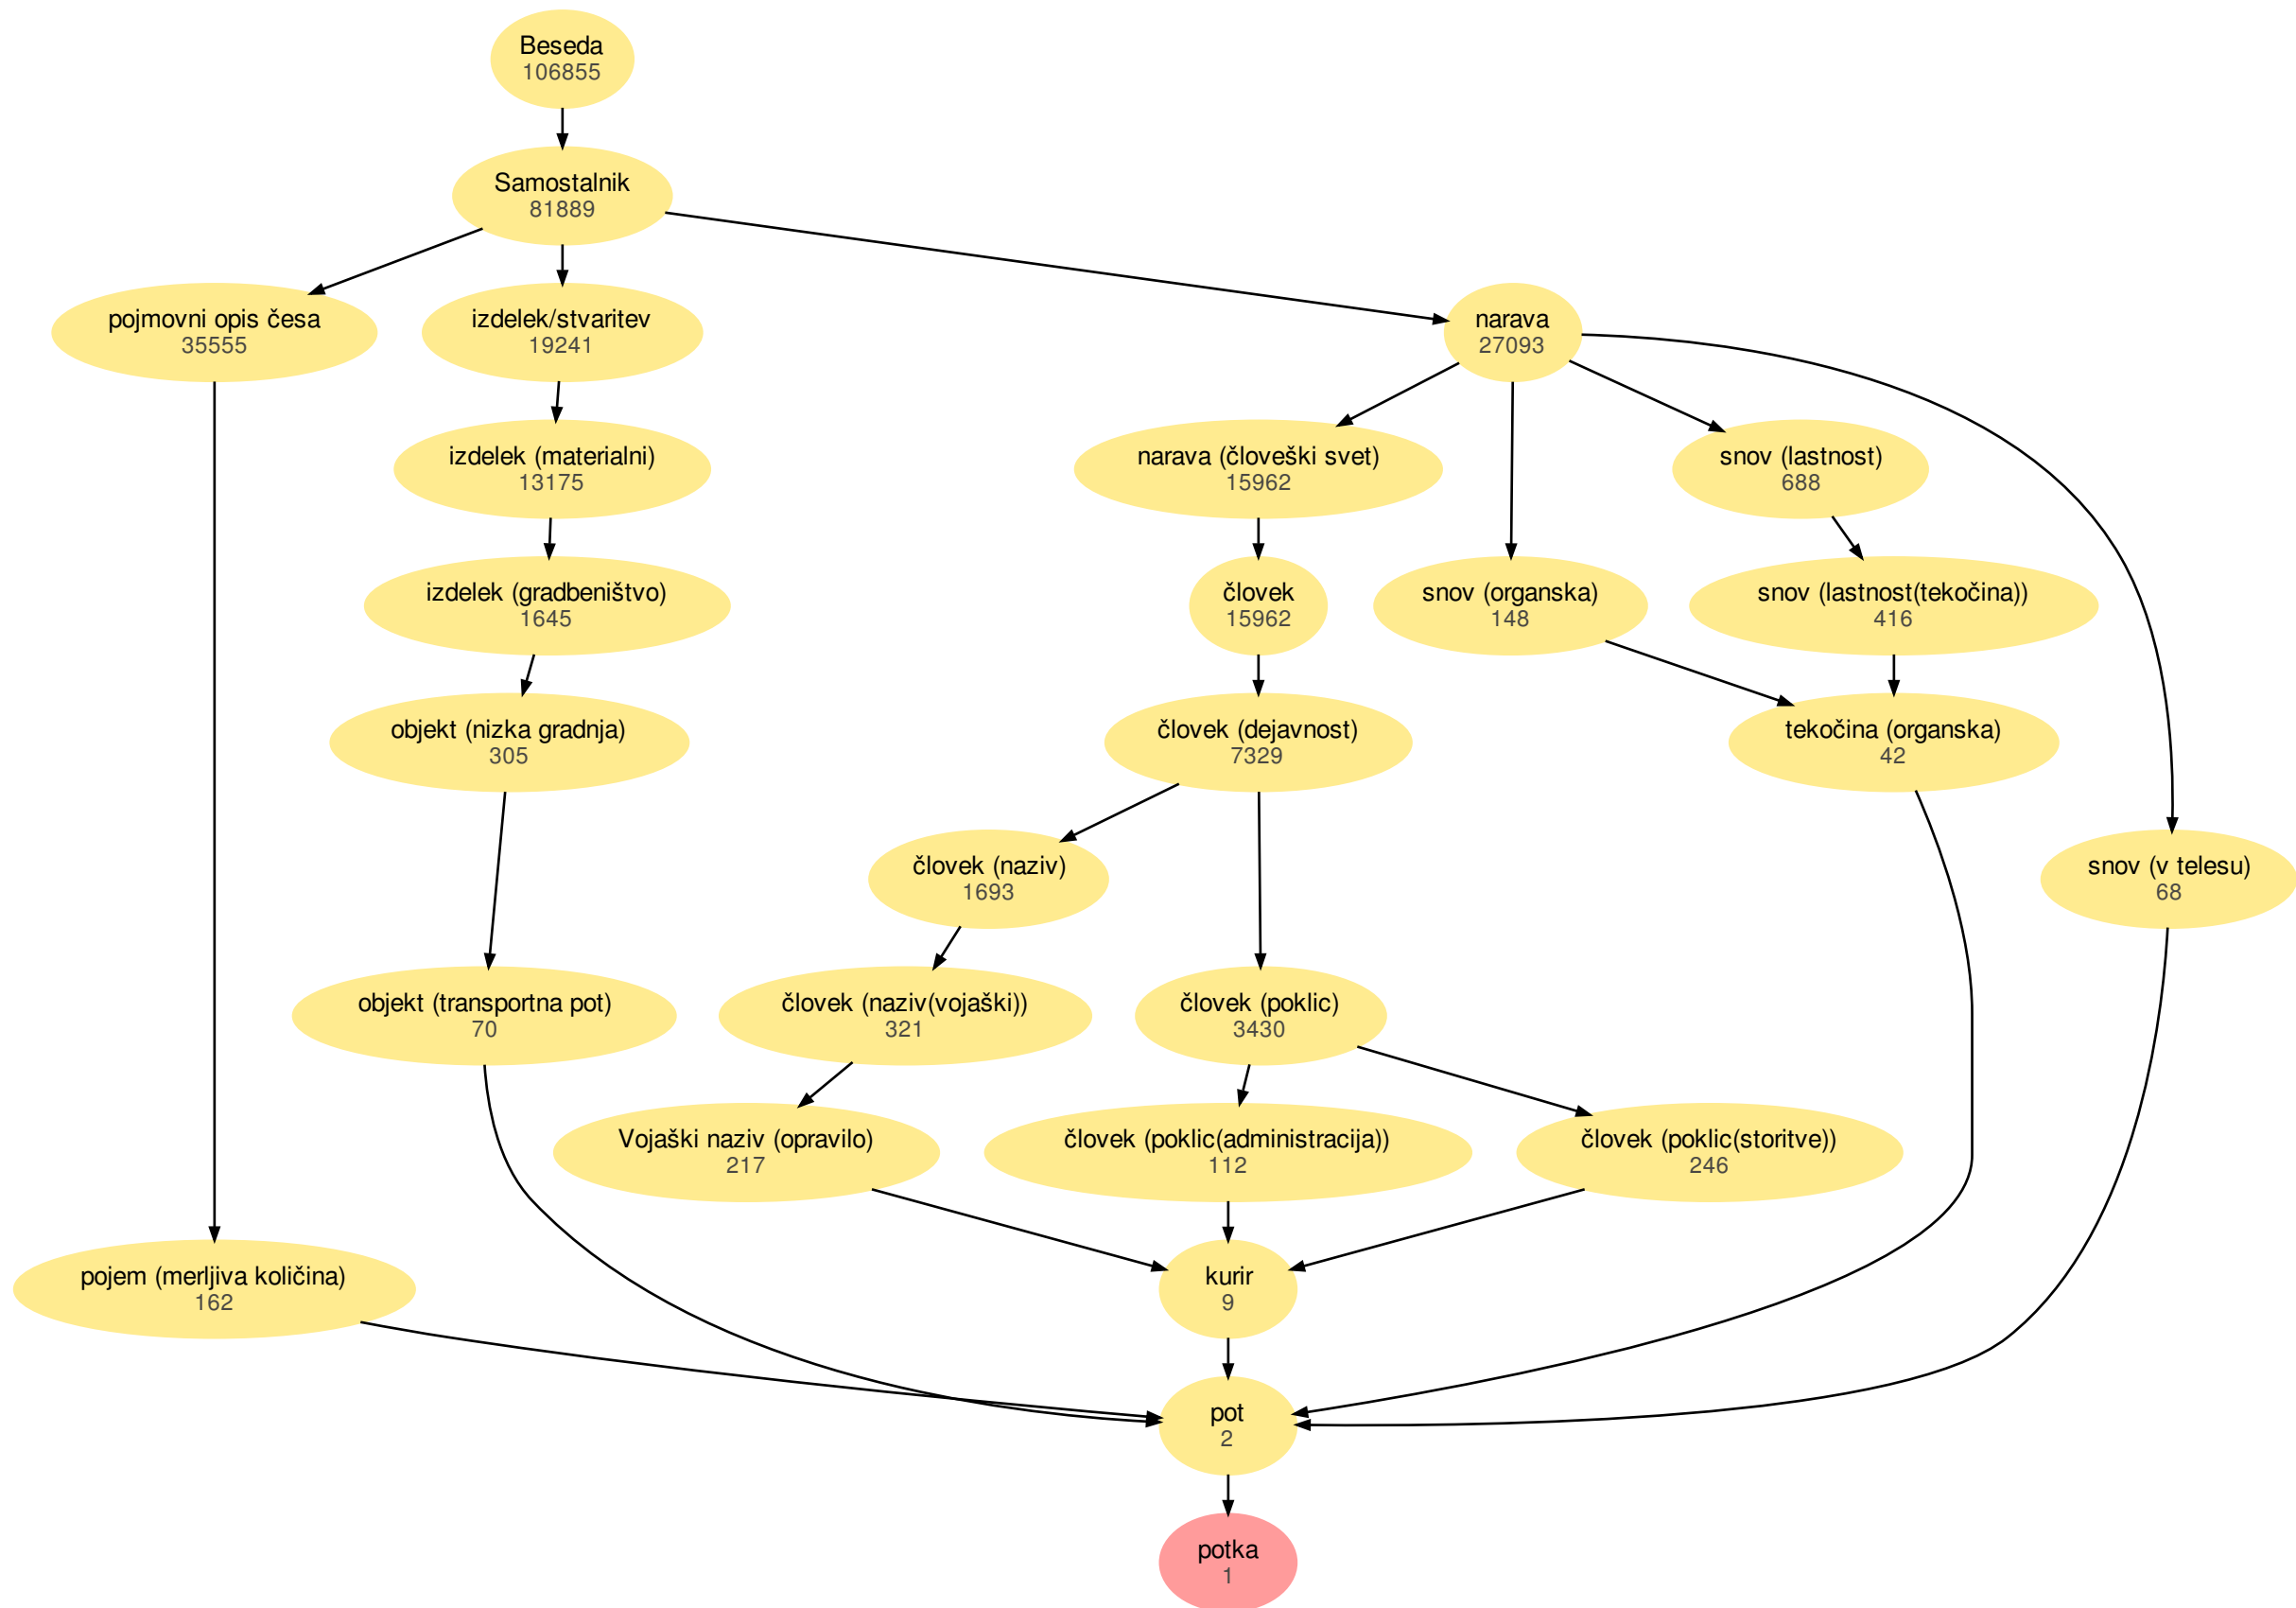 Beseda
106855
Samostalnik
81889
pojmovni opis česa
35555
izdelek/stvaritev
19241
narava
27093
izdelek (materialni)
13175
narava (človeški svet)
15962
snov (lastnost)
688
izdelek (gradbeništvo)
1645
človek
15962
snov (organska)
148
snov (lastnost(tekočina))
416
objekt (nizka gradnja)
305
človek (dejavnost)
7329
tekočina (organska)
42
človek (naziv)
1693
snov (v telesu)
68
objekt (transportna pot)
70
človek (naziv(vojaški))
321
človek (poklic)
3430
Vojaški naziv (opravilo)
217
človek (poklic(administracija))
112
človek (poklic(storitve))
246
pojem (merljiva količina)
162
kurir
9
pot
2
potka
1